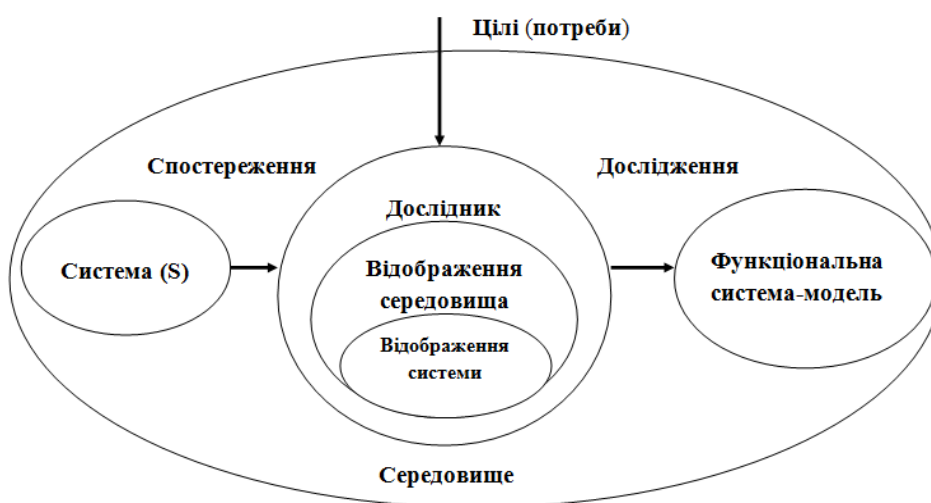 Цілі (потреби)
Спостереження
Дослідження
Дослідник
Система (S)
Відображення
середовища
Функціональна
система-модель
Відображення
системи
Середовище